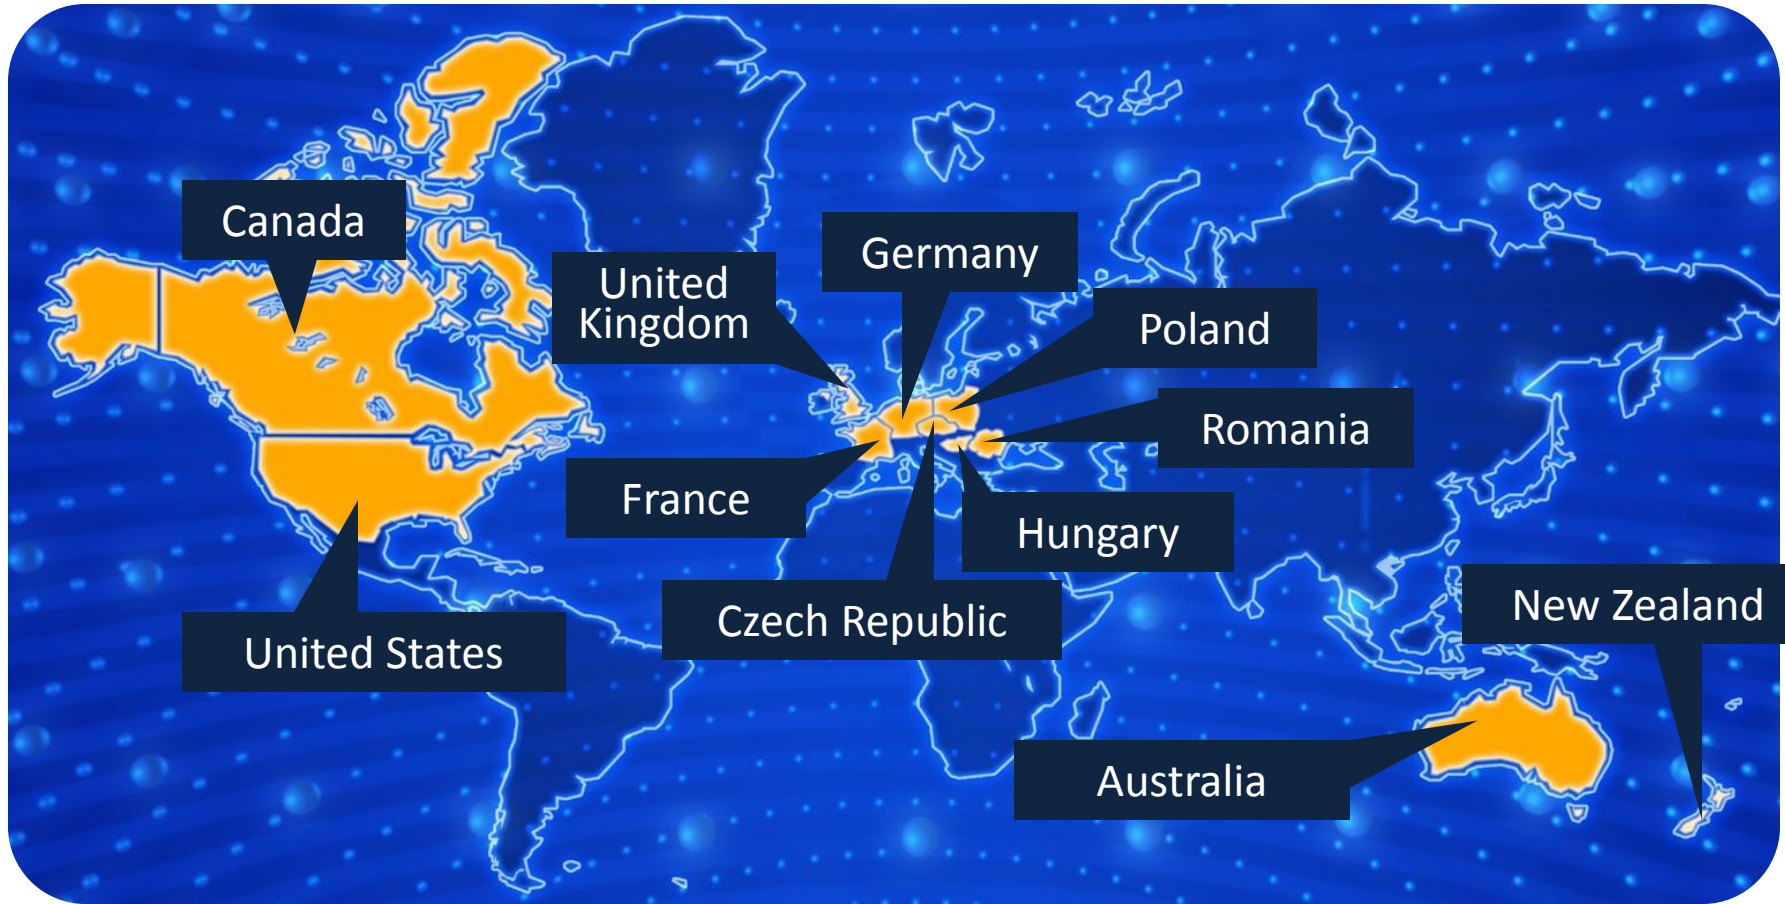 Canada
Germany
United
Kingdom
Poland
Romania
France
Hungary
New Zealand
Czech Republic
United States
Australia